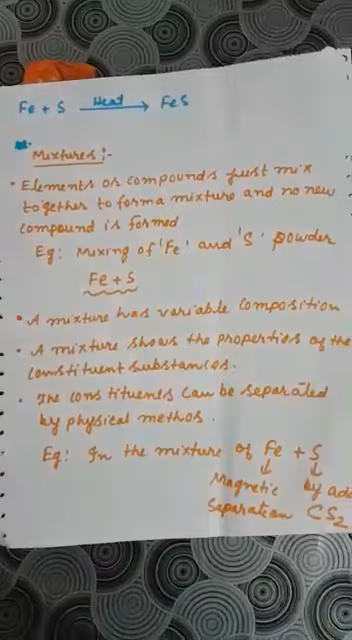 Fe + S Heat → FeS
Mixtures :-
• Elements or compounds just mix
together to form a mixture and no new
compound is formed
Eg: Mixing of 'Fe' and 'S' powder
Fe + S
• A mixture has variable composition
• A mixture shows the properties of the
constituent substances.
• The constituents can be separated
by physical methos.
Eg: In the mixture of Fe + S
↓ ↓
Magnetic by add
Separation CS2